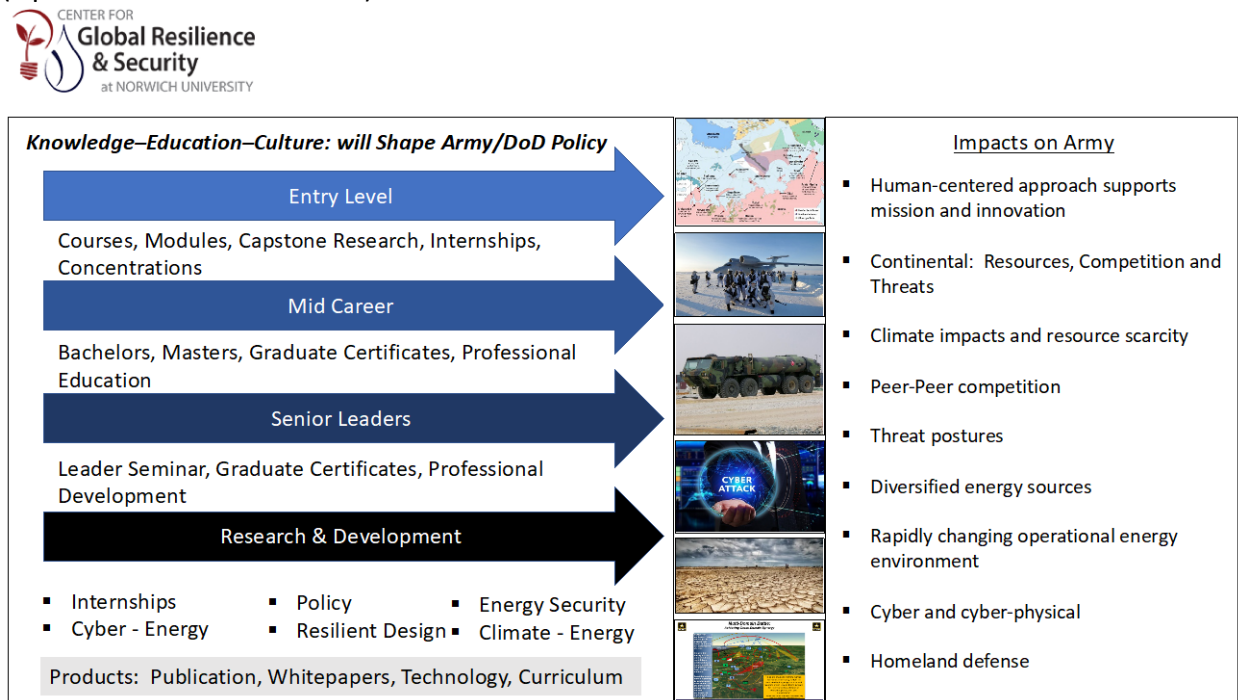 CENTER FOR
Global Resilience
& Security
at NORWICH UNIVERSITY
Knowledge–Education–Culture: will Shape Army/DoD Policy
Entry Level
Courses, Modules, Capstone Research, Internships,
Concentrations
Mid Career
Bachelors, Masters, Graduate Certificates, Professional
Education
Senior Leaders
Leader Seminar, Graduate Certificates, Professional
Development
Research & Development
▪ Internships
▪ Cyber - Energy
▪ Policy
▪ Resilient Design
▪ Energy Security
▪ Climate - Energy
Products: Publication, Whitepapers, Technology, Curriculum
CYBER
ATTACK
Impacts on Army
▪ Human-centered approach supports
mission and innovation
▪ Continental: Resources, Competition and
Threats
▪ Climate impacts and resource scarcity
▪ Peer-Peer competition
▪ Threat postures
▪ Diversified energy sources
▪ Rapidly changing operational energy
environment
▪ Cyber and cyber-physical
▪ Homeland defense